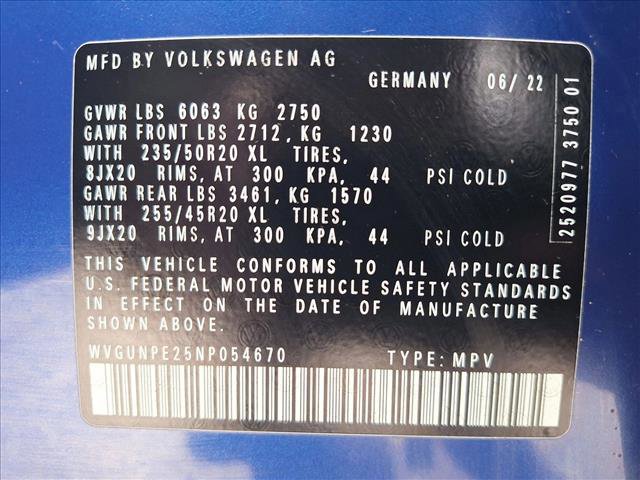 MFD BY VOLKSWAGEN AG
GERMANY 06/ 22
GVWR LBS 6063 KG 2750
GAWR FRONT LBS 2712, KG 1230
WITH 235/50R20 XL TIRES,
8JX20 RIMS, AT 300 KPA, 44 PSI COLD
GAWR REAR LBS 3461, KG 1570
WITH 255/45R20 XL TIRES,
9JX20 RIMS, AT 300 KPA, 44 PSI COLD
THIS VEHICLE CONFORMS TO ALL APPLICABLE
U.S. FEDERAL MOTOR VEHICLE SAFETY STANDARDS
IN EFFECT ON THE DATE OF MANUFACTURE
WVGUNPE25NP054670 TYPE: MPV
2520977 3750 01